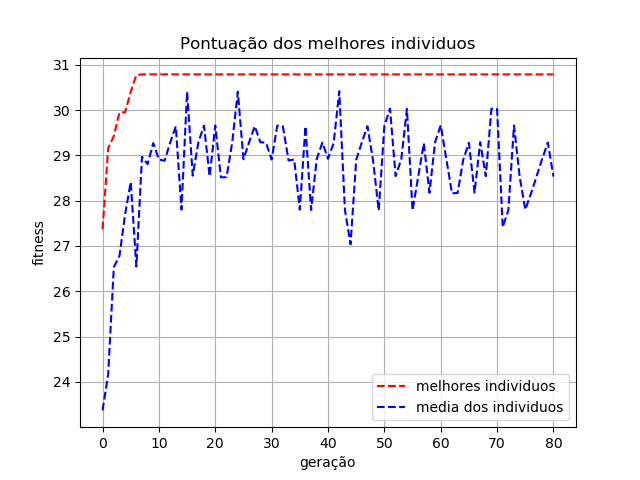 Pontuação dos melhores individuos
31
30
29
28
27
26
25
24
fitness
0 10 20 30 40 50 60 70 80
geração
melhores individuos
media dos individuos